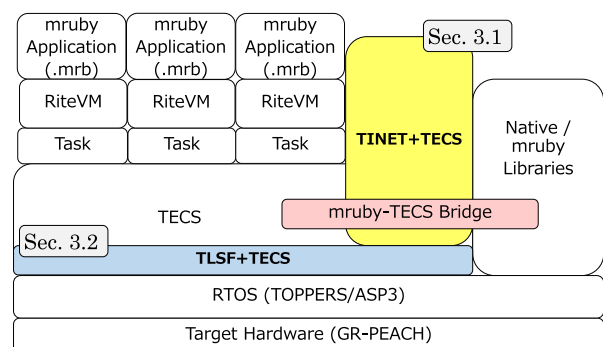 mruby
Application
(.mrb)
mruby
Application
(.mrb)
mruby
Application
(.mrb)
Sec. 3.1
RiteVM
RiteVM
RiteVM
Task
Task
Task
TINET+TECS
Native /
mruby
Libraries
TECS
mruby-TECS Bridge
Sec. 3.2
TLSF+TECS
RTOS (TOPPERS/ASP3)
Target Hardware (GR-PEACH)